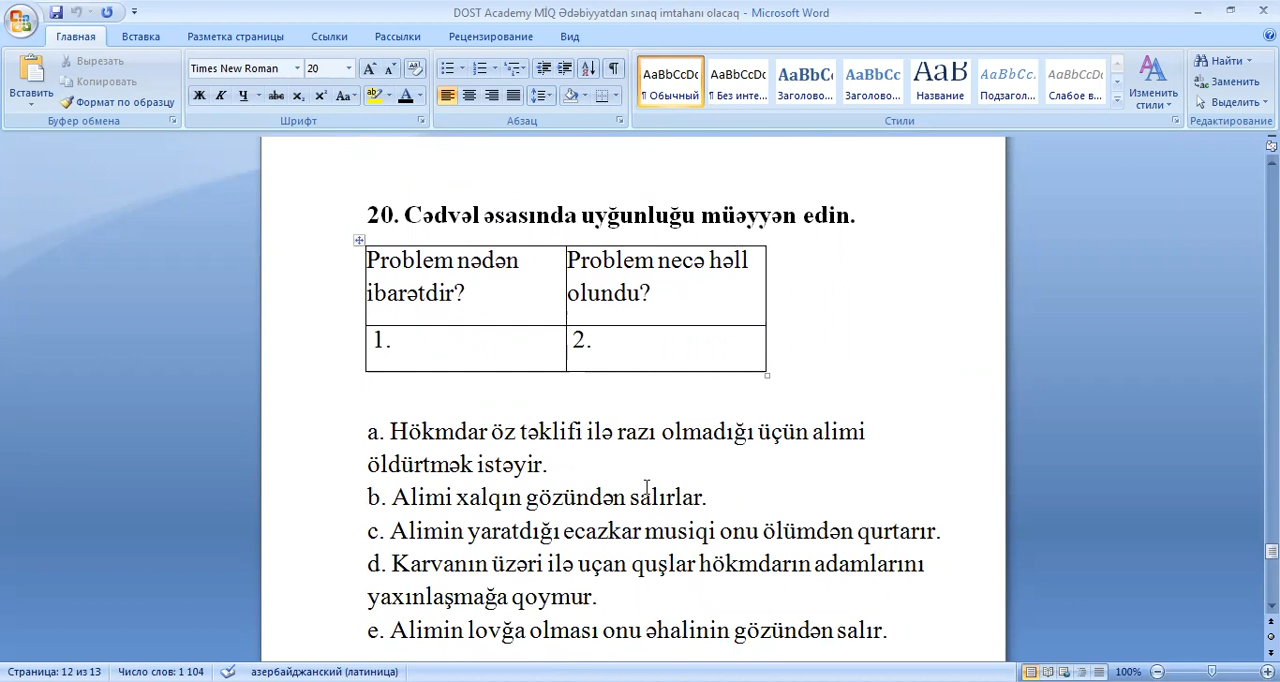 DOST Academy MİQ Ədəbiyyatdan sınaq imtahanı olacaq - Microsoft Word
Главная Вставка Разметка страницы Ссылки Рассылки Рецензирование Вид
Вставить
Вырезать
Копировать
Формат по образцу
Буфер обмена
Times New Roman 20
Шрифт
Абзац
AaBbCcDc AaBbCcDc AaBbC AaBbCc AaB AaBbCc. AaBbCcDc
¶ Обычный ¶ Без инте... Заголово... Заголово... Название Подзагол... Слабое в...
Стили
Изменить стили
Найти
Заменить
Выделить
Редактирование
20. Cədvəl əsasında uyğunluğu müəyyən edin.
Problem nədən Problem necə həll
ibarətdir? olundu?
1. 2.
a. Hökmdar öz təklifi ilə razı olmadığı üçün alimi
öldürtmək istəyir.
b. Alimi xalqın gözündən salırlar.
c. Alimin yaratdığı ecazkar musiqi onu ölümdən qurtarır.
d. Karvanın üzəri ilə uçan quşlar hökmdarın adamlarını
yaxınlaşmağa qoymur.
e. Alimin lovğa olması onu əhalinin gözündən salır.
Страница: 12 из 13 Число слов: 1 104 азербайджанский (латиница) 100%